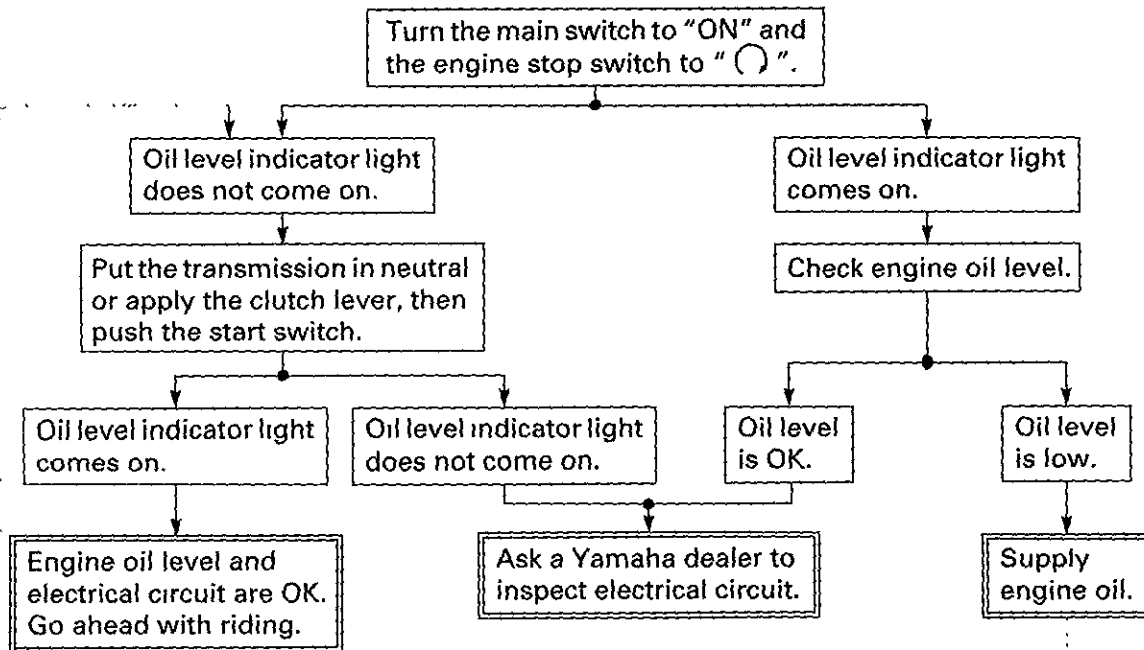 Turn the main switch to "ON" and
the engine stop switch to " ".
Oil level indicator light
does not come on.
Oil level indicator light
comes on.
Put the transmission in neutral
or apply the clutch lever, then
push the start switch.
Check engine oil level.
Oil level indicator light
comes on.
Oil level indicator light
does not come on.
Oil level
is OK.
Oil level
is low.
Engine oil level and
electrical circuit are OK.
Go ahead with riding.
Ask a Yamaha dealer to
inspect electrical circuit.
Supply
engine oil.